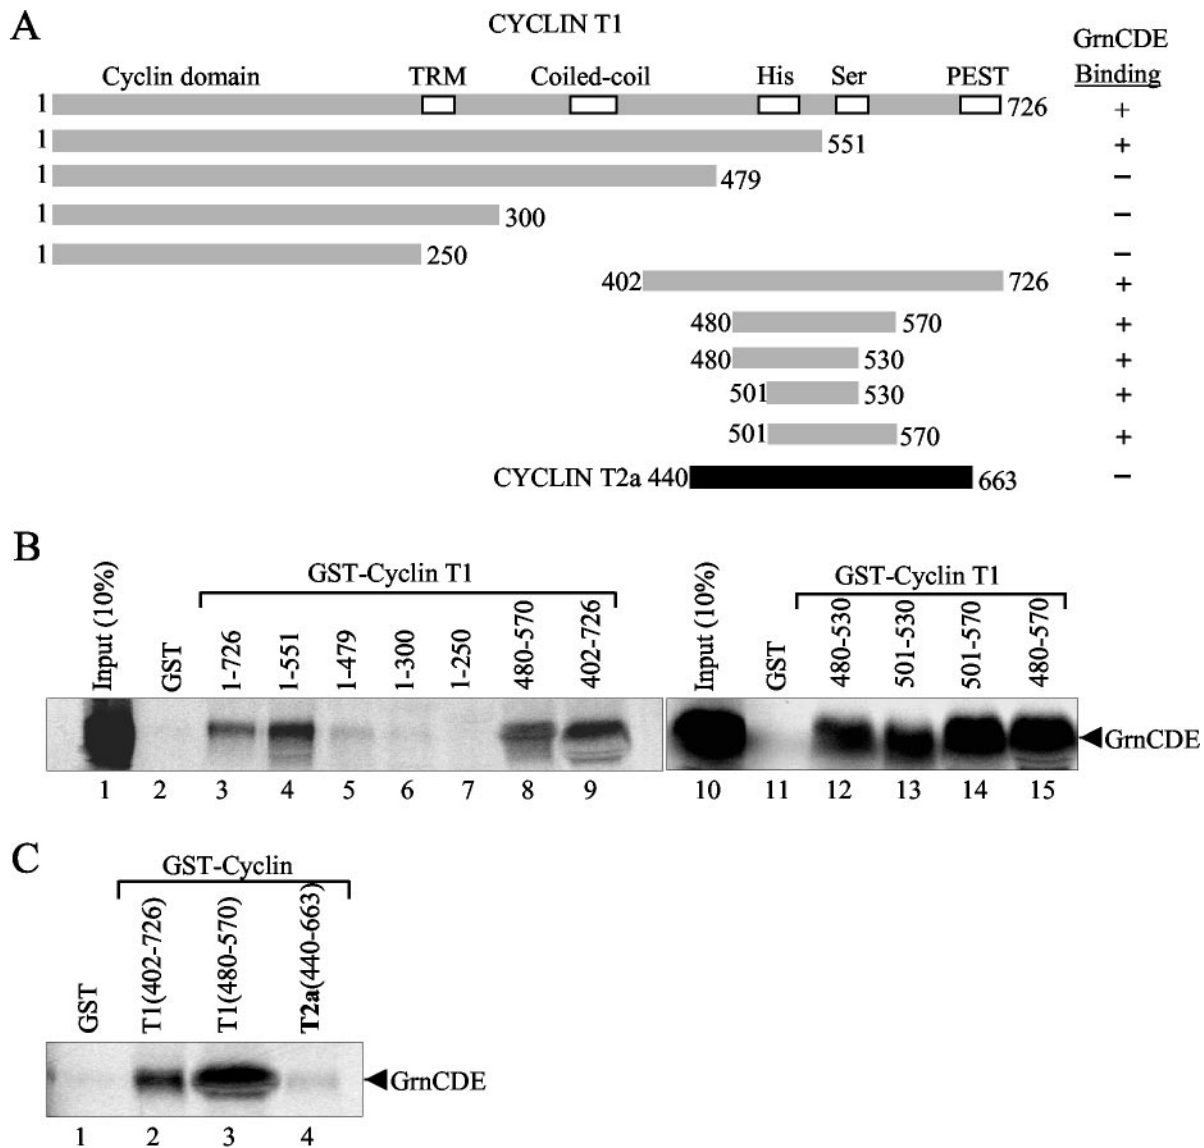 A
CYCLIN T1
GrnCDE
Binding
Cyclin domain TRM Coiled-coil His Ser PEST
1 726 +
1 551 +
1 479 −
1 300 −
1 250 −
402 726 +
480 570 +
480 530 +
501 530 +
501 570 +
CYCLIN T2a 440 663 −
B
GST-Cyclin T1
Input (10%) GST 1-726 1-551 1-479 1-300 1-250 480-570 402-726
1 2 3 4 5 6 7 8 9
GST-Cyclin T1
Input (10%) GST 480-530 501-530 501-570 480-570
GrnCDE
10 11 12 13 14 15
C
GST-Cyclin
GST T1(402-726) T1(480-570) T2a(440-663)
GrnCDE
1 2 3 4